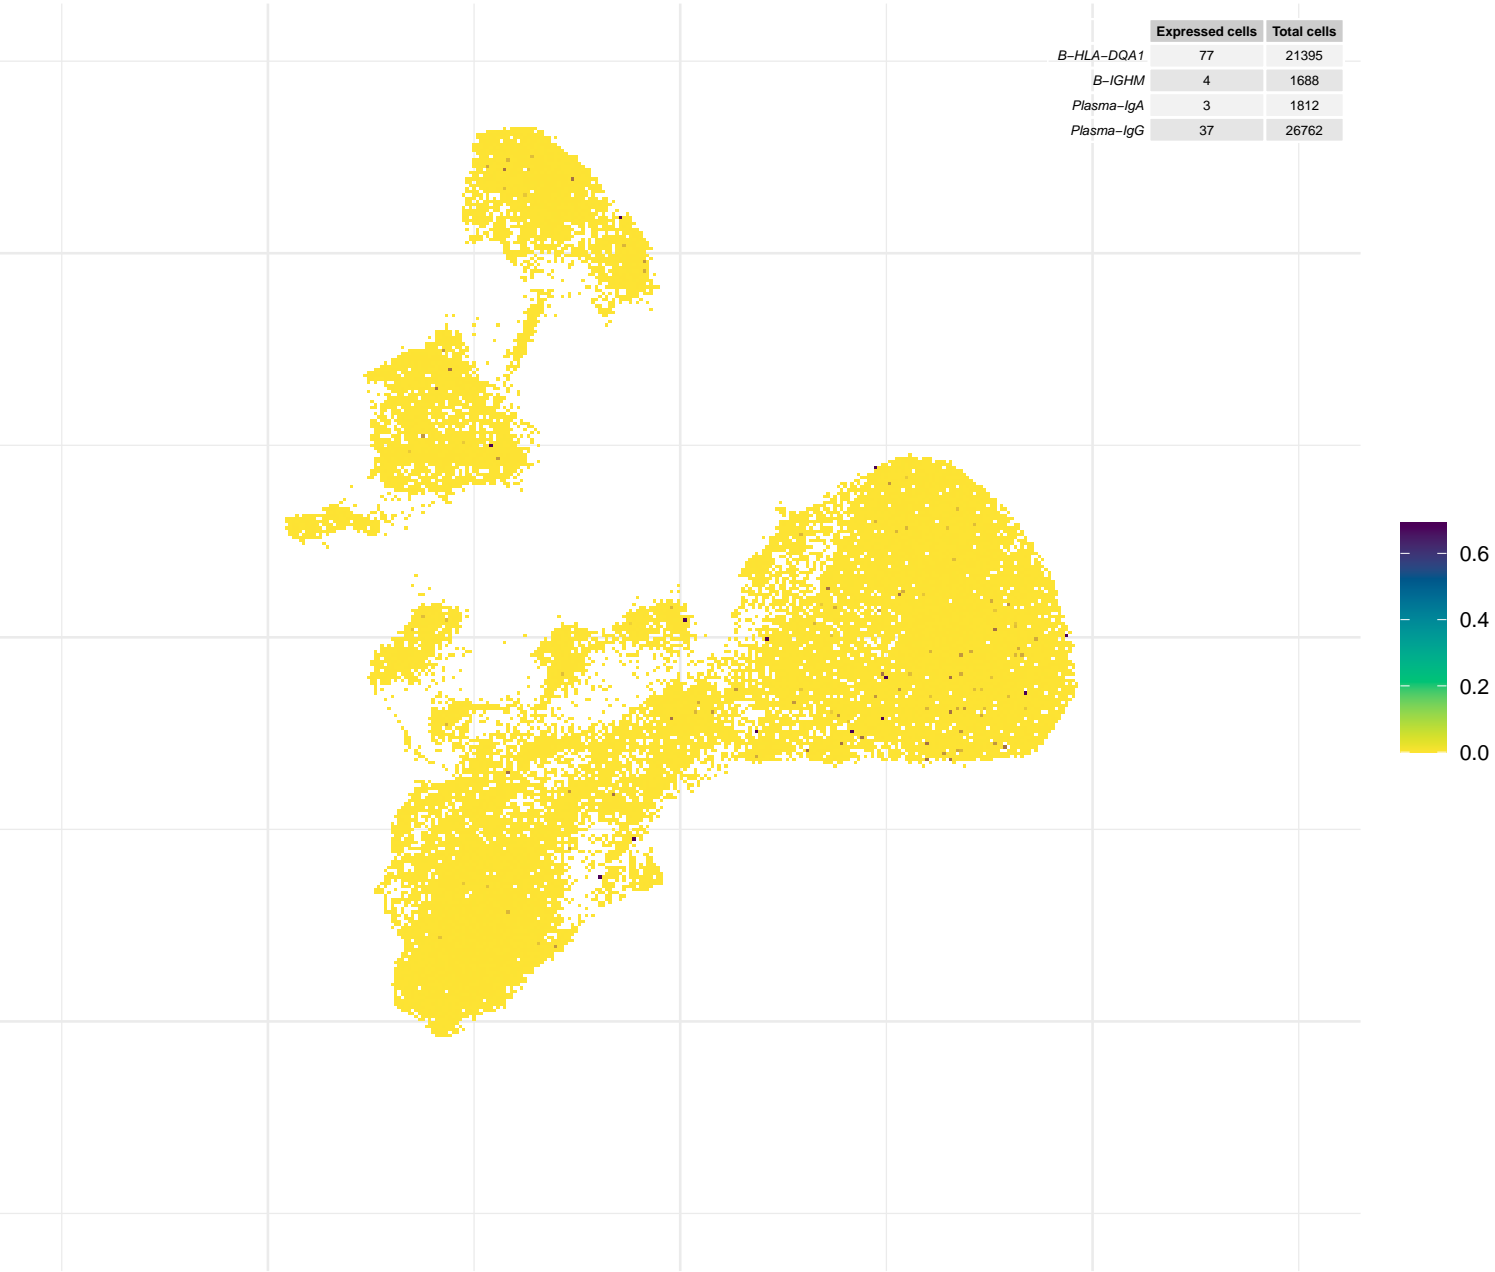 Expressed cells Total cells
B−HLA−DQA1 77 21395
B−IGHM 4 1688
Plasma−IgA 3 1812
Plasma−IgG 37 26762
0.6
0.4
0.2
0.0